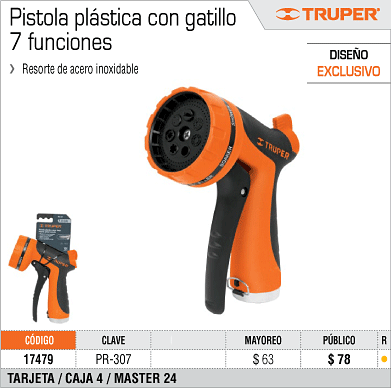 Pistola plástica con gatillo
7 funciones
Resorte de acero inoxidable
TRUPER®
DISEÑO
EXCLUSIVO
TRUPER
CÓDIGO CLAVE MAYOREO PÚBLICO R
17479 PR-307 $ 63 $ 78
TARJETA / CAJA 4 / MASTER 24